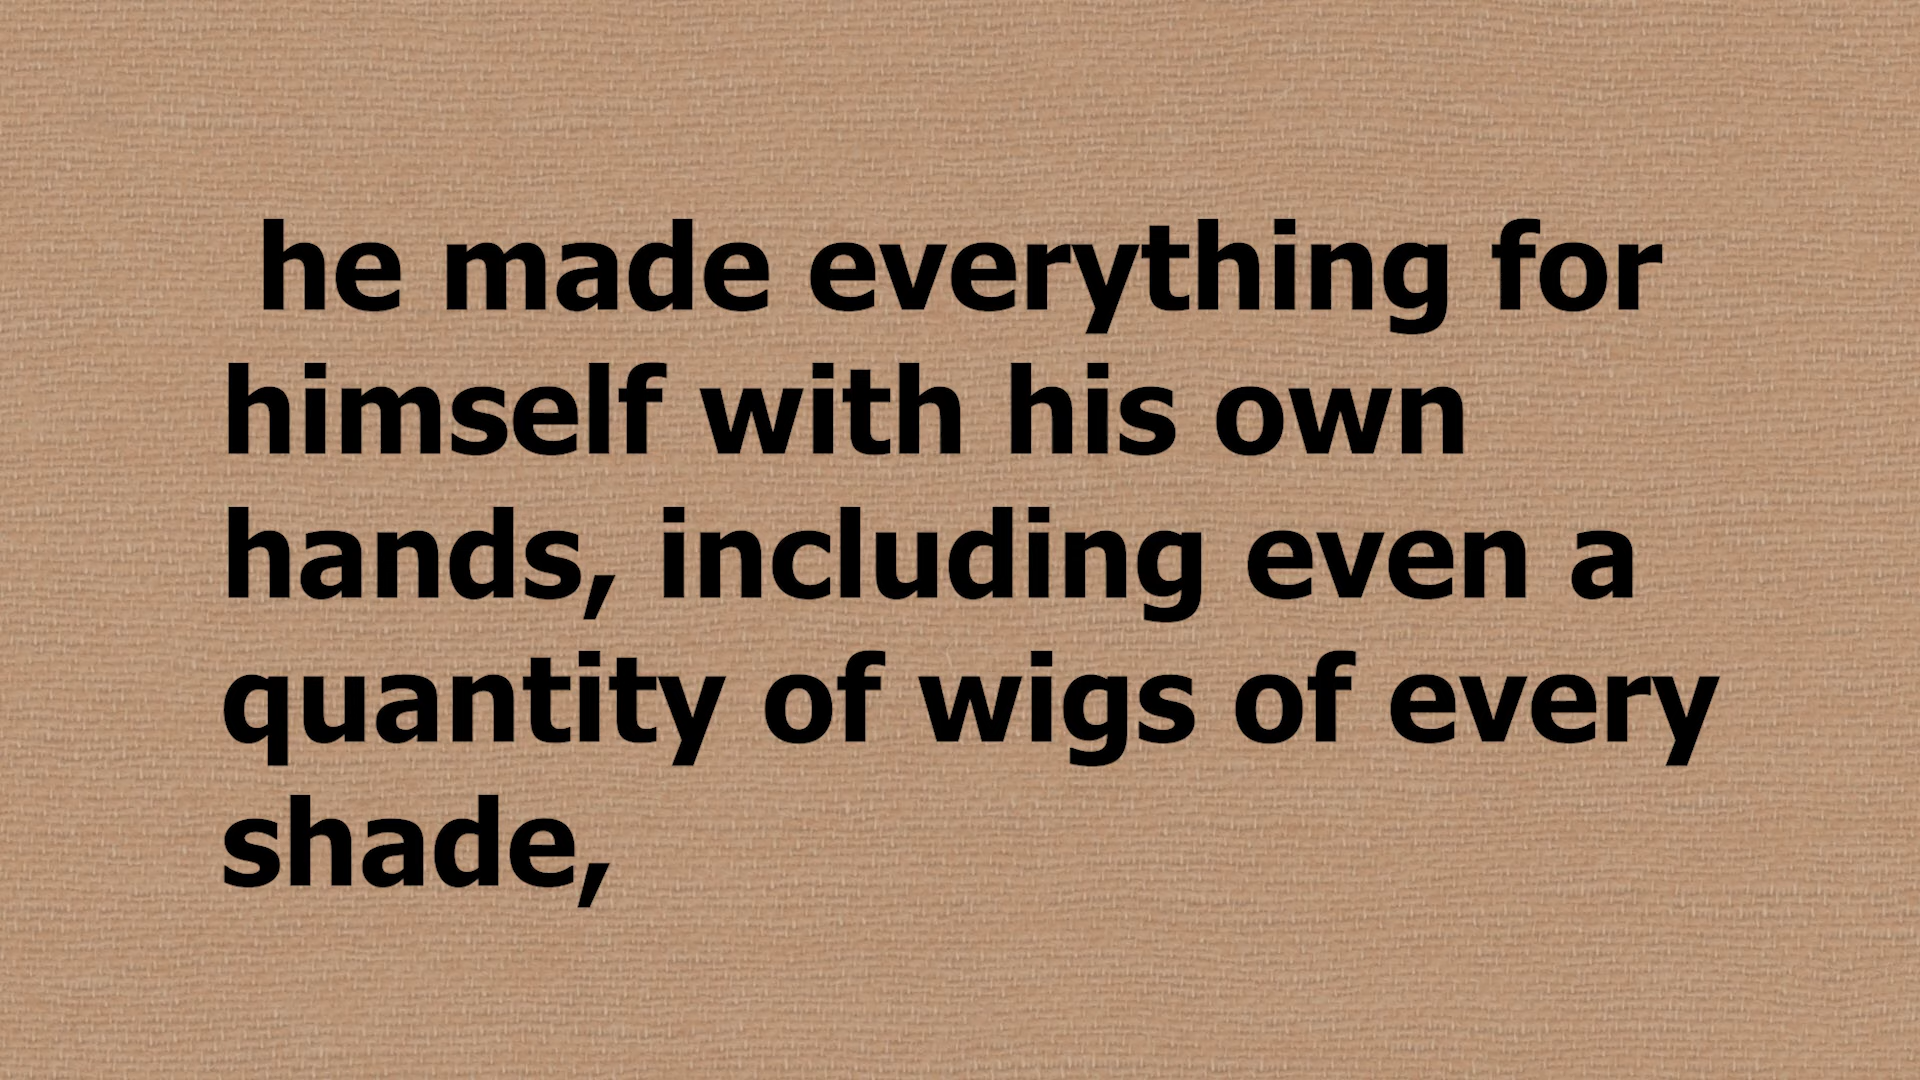 he made everything for
himself with his own
hands, including even a
quantity of wigs of every
shade,